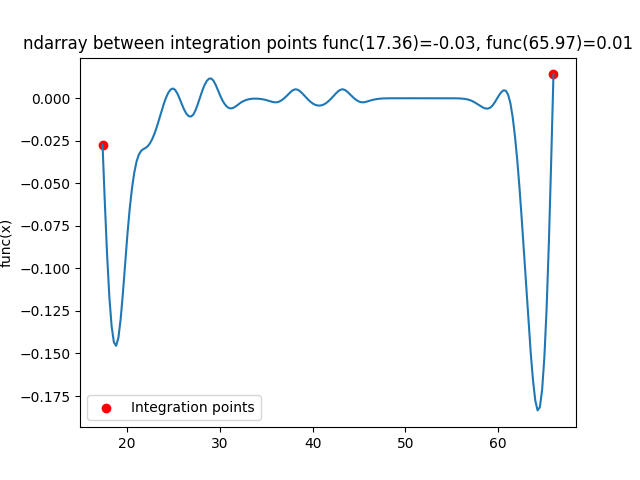 ndarray between integration points func(17.36)=-0.03, func(65.97)=0.01
func(x)
0.000
−0.025
−0.050
−0.075
−0.100
−0.125
−0.150
−0.175
Integration points
20 30 40 50 60